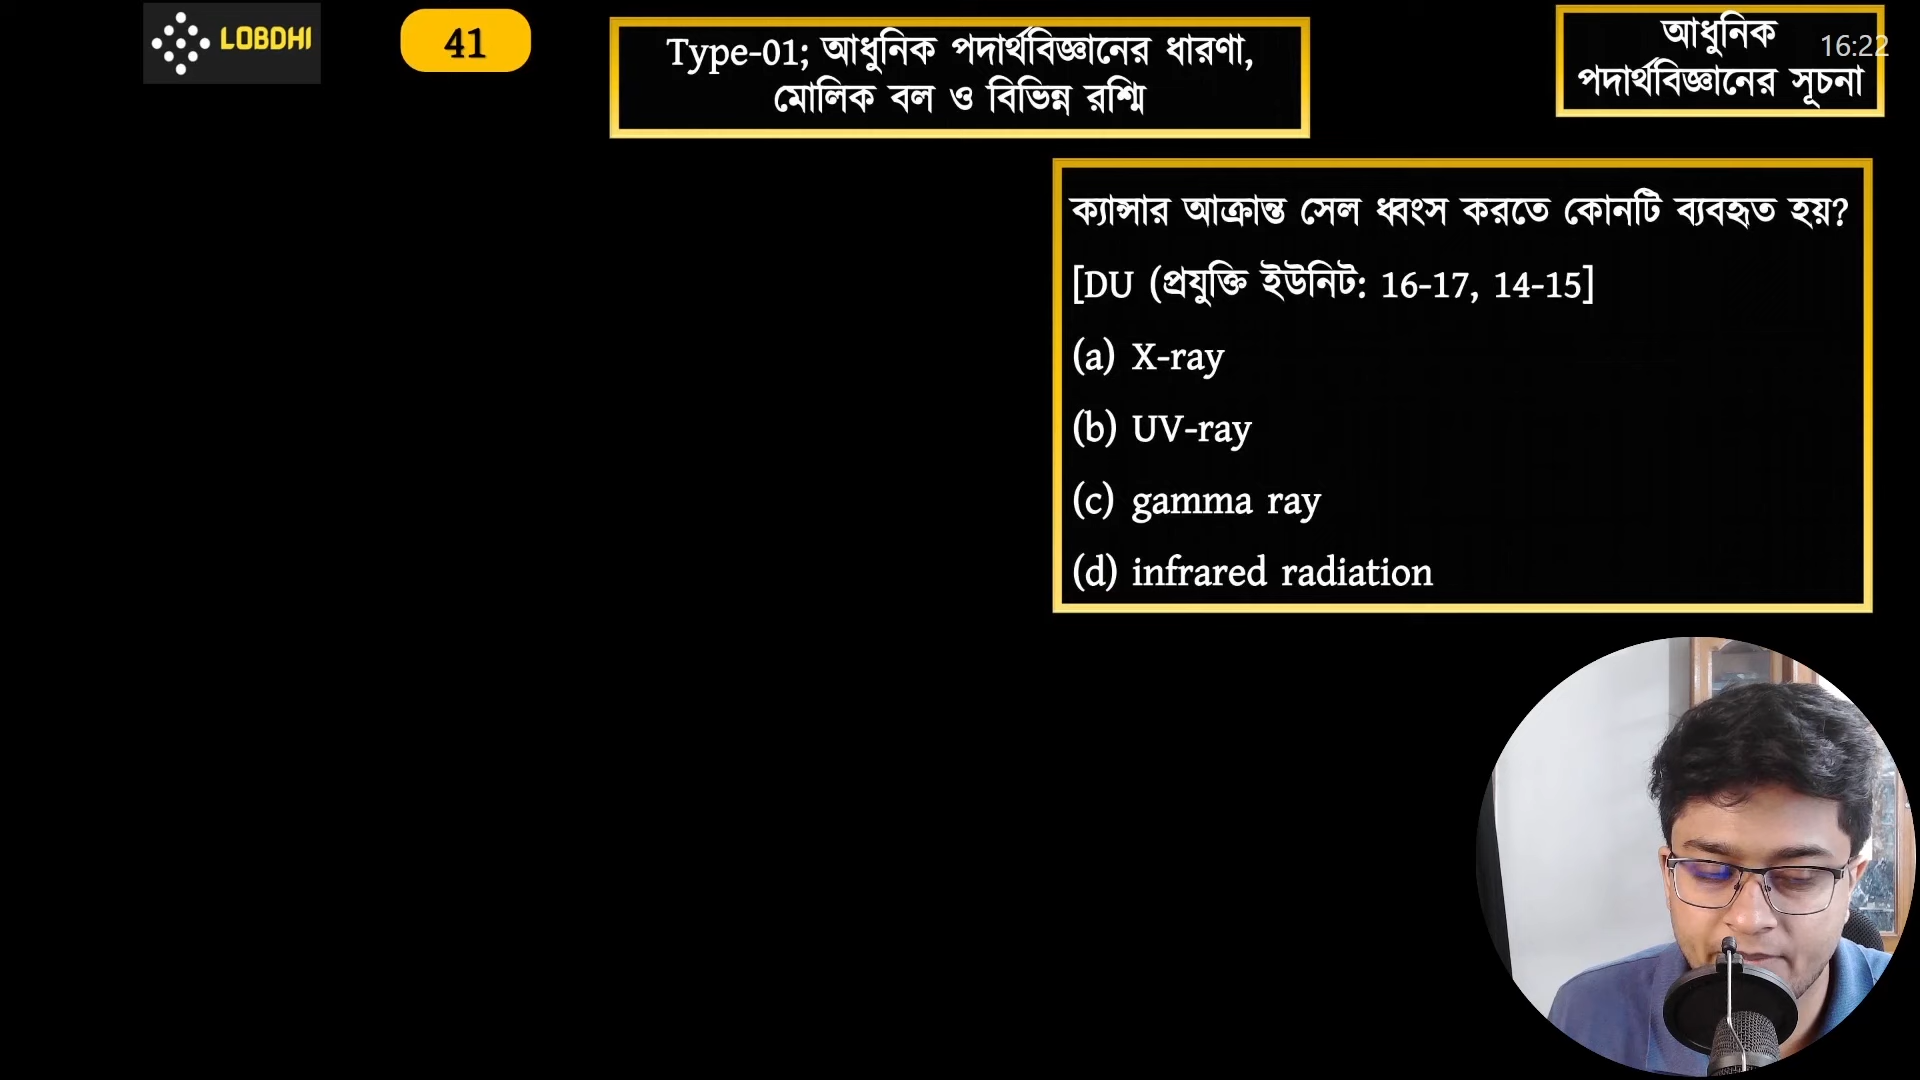 LOBDHI
41
Type-01; আধুনিক পদার্থবিজ্ঞানের ধারণা,
মৌলিক বল ও বিভিন্ন রশ্মি
আধুনিক
পদার্থবিজ্ঞানের সূচনা
16:22
ক্যান্সার আক্রান্ত সেল ধ্বংস করতে কোনটি ব্যবহৃত হয়?
[DU (প্রযুক্তি ইউনিট: 16-17, 14-15]
(a) X-ray
(b) UV-ray
(c) gamma ray
(d) infrared radiation